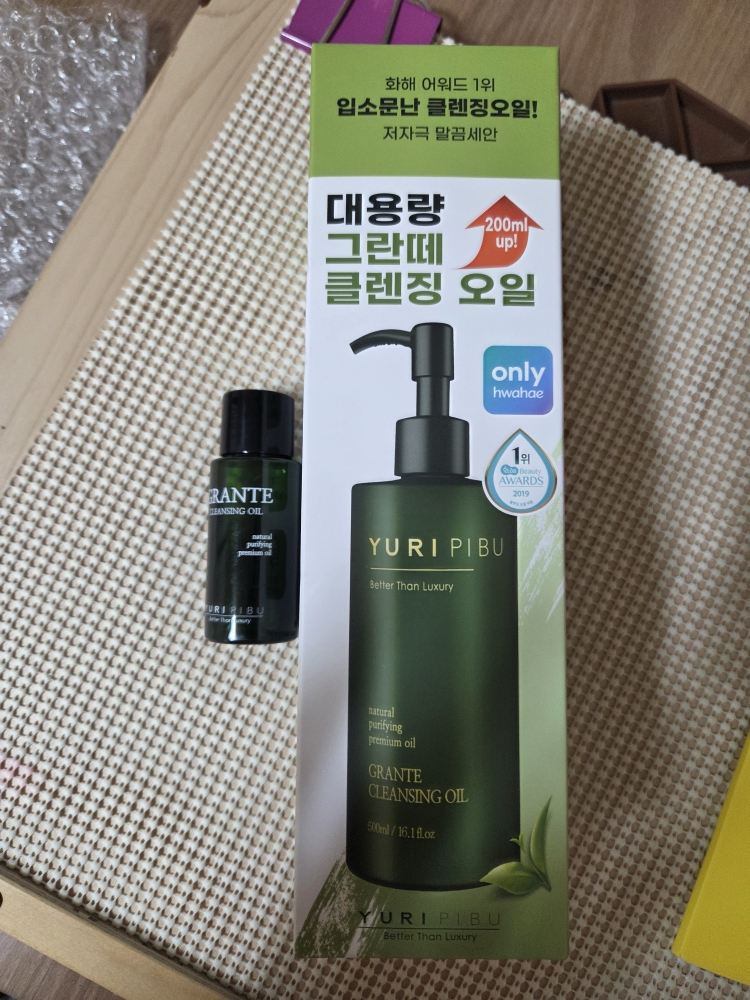 화해 어워드 1위
입소문난 클렌징오일!
저자극 말끔세안
대용량
그란떼
클렌징 오일
200ml
up!
only
hwahae
1위
Beauty
AWARDS
2019
YURI PIBU
Better Than Luxury
natural
purifying
premium oil
GRANTE
CLEANSING OIL
500ml / 16.1 fl.oz
YURI PIBU
Better Than Luxury
GRANTE
CLEANSING OIL
natural
purifying
premium oil
YURI PIBU
Better Than Luxury